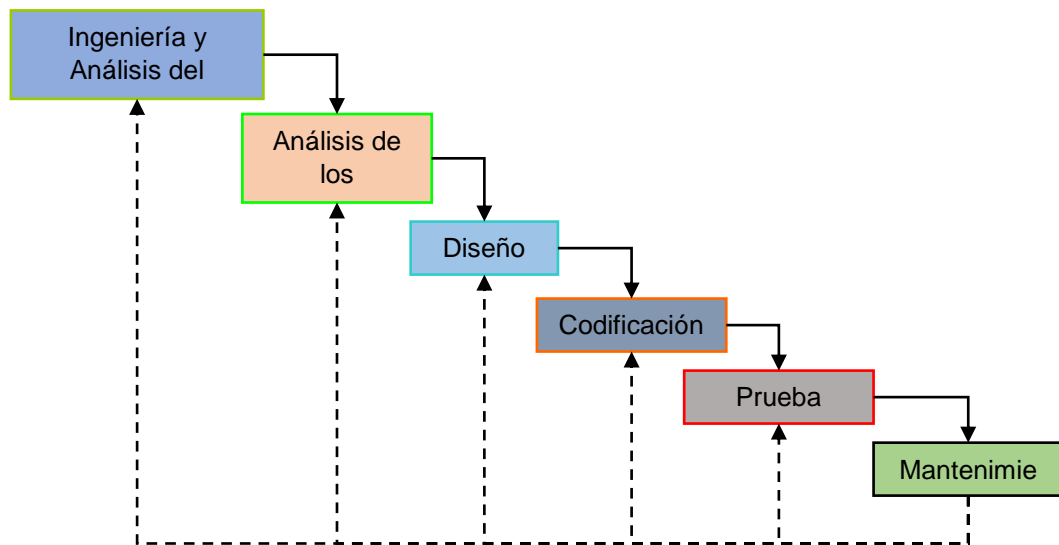 Ingeniería y
Análisis del
Análisis de
los
Diseño
Codificación
Prueba
Mantenimie